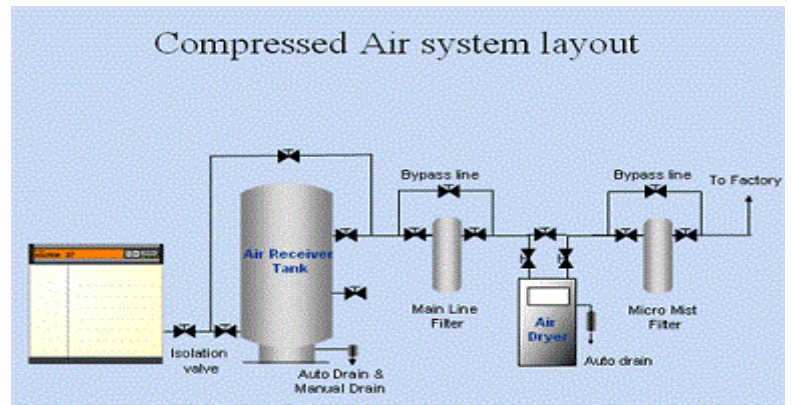 Compressed Air system layout
Bypass line
Bypass line
To Factory
Air Receiver
Tank
Main Line
Filter
Micro Mist
Filter
Air
Dryer
Isolation
valve
Auto Drain &
Manual Drain
Auto drain